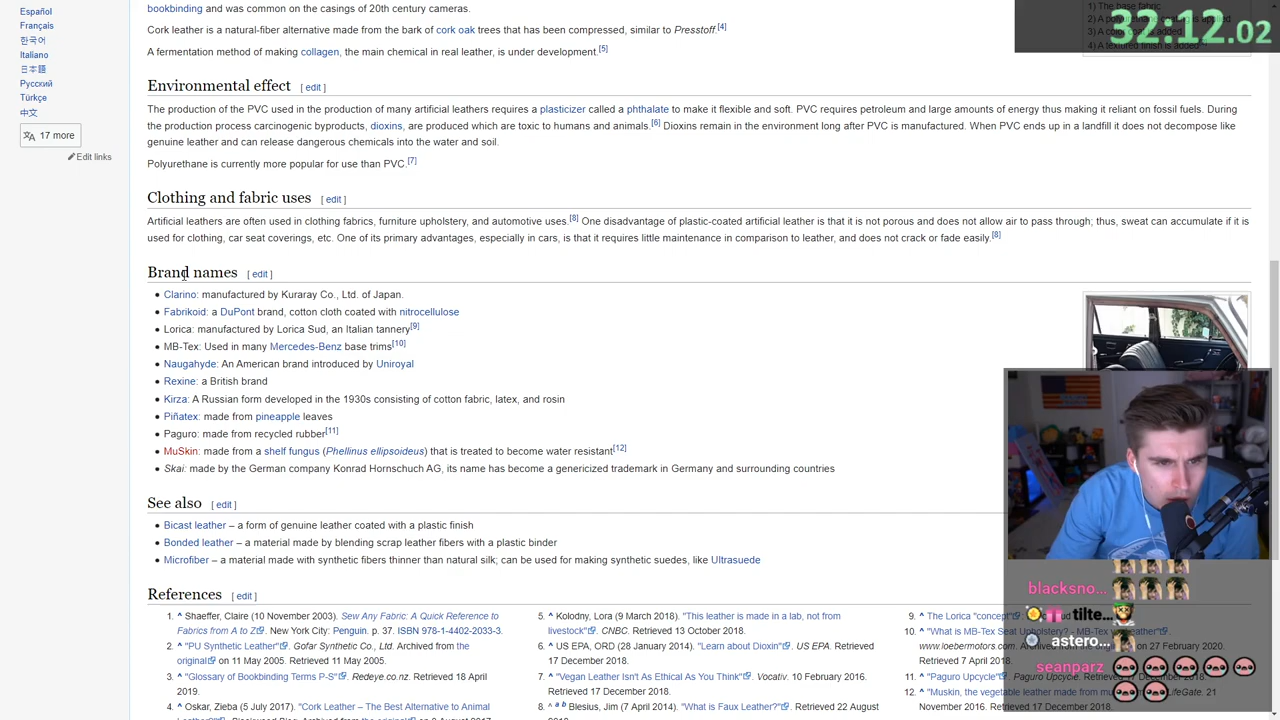 Español
Français
한국어
Italiano
日本語
Русский
Türkçe
中文
17 more
Edit links
bookbinding and was common on the casings of 20th century cameras.
Cork leather is a natural-fiber alternative made from the bark of cork oak trees that has been compressed, similar to Presstoff.[4]
A fermentation method of making collagen, the main chemical in real leather, is under development.[5]
1) The base fabric.
2) A polyurethane coating is applied
3) A color coat is added
4) A textured finish is added
32:12.02
Environmental effect [ edit ]
The production of the PVC used in the production of many artificial leathers requires a plasticizer called a phthalate to make it flexible and soft. PVC requires petroleum and large amounts of energy thus making it reliant on fossil fuels. During
the production process carcinogenic byproducts, dioxins, are produced which are toxic to humans and animals.[6] Dioxins remain in the environment long after PVC is manufactured. When PVC ends up in a landfill it does not decompose like
genuine leather and can release dangerous chemicals into the water and soil.
Polyurethane is currently more popular for use than PVC.[7]
Clothing and fabric uses [ edit ]
Artificial leathers are often used in clothing fabrics, furniture upholstery, and automotive uses.[8] One disadvantage of plastic-coated artificial leather is that it is not porous and does not allow air to pass through; thus, sweat can accumulate if it is
used for clothing, car seat coverings, etc. One of its primary advantages, especially in cars, is that it requires little maintenance in comparison to leather, and does not crack or fade easily.[8]
Brand names [ edit ]
• Clarino: manufactured by Kuraray Co., Ltd. of Japan.
• Fabrikoid: a DuPont brand, cotton cloth coated with nitrocellulose
• Lorica: manufactured by Lorica Sud, an Italian tannery[9]
• MB-Tex: Used in many Mercedes-Benz base trims[10]
• Naugahyde: An American brand introduced by Uniroyal
• Rexine: a British brand
• Kirza: A Russian form developed in the 1930s consisting of cotton fabric, latex, and rosin
• Piñatex: made from pineapple leaves
• Paguro: made from recycled rubber[11]
• MuSkin: made from a shelf fungus (Phellinus ellipsoideus) that is treated to become water resistant[12]
• Skai: made by the German company Konrad Hornschuch AG, its name has become a genericized trademark in Germany and surrounding countries
See also [ edit ]
• Bicast leather – a form of genuine leather coated with a plastic finish
• Bonded leather – a material made by blending scrap leather fibers with a plastic binder
• Microfiber – a material made with synthetic fibers thinner than natural silk; can be used for making synthetic suedes, like Ultrasuede
References [ edit ]
1. ^ Shaeffer, Claire (10 November 2003). Sew Any Fabric: A Quick Reference to
Fabrics from A to Z. New York City: Penguin. p. 37. ISBN 978-1-4402-2033-3.
2. ^ "PU Synthetic Leather". Gofar Synthetic Ltd. Archived from the
original on 11 May 2005. Retrieved 11 May 2005.
3. ^ "Glossary of Bookbinding Terms P-S". Redye.co.nz. Retrieved 18 April
2019.
4. ^ Oskar, Zieba (5 July 2017). "Cork Leather – The Best Alternative to Animal
5. ^ Kolodny, Lora (9 March 2018). "This leather is made in a lab, not from
livestock". CNBC. Retrieved 13 October 2018.
6. ^ US EPA, ORD (28 January 2014). "Learn about Dioxin". US EPA. Retrieved
17 December 2018.
7. ^ "Vegan Leather Isn't As Ethical As You Think". Vocativ. 10 February 2016.
Retrieved 17 December 2018.
8. ^ a b Blesius, Jim (7 April 2014). "What is Faux Leather?". Retrieved 22 August
9. ^ The Lorica "concept"
10. ^ "What is MB-Tex Seat Upholstery?
www.loebermotors.com. Archived from the original on 27 February 2020.
Retrieved 7 April 2018.
11. ^ "Paguro Upcycle". Paguro Upcycle. Retrieved 17 December 2018.
12. ^ "Muskin, the vegetable leather made from LifeGate. 21
November 2016. Retrieved 17 December 2018.
blacksno...
tilte...
astero...
seanparz